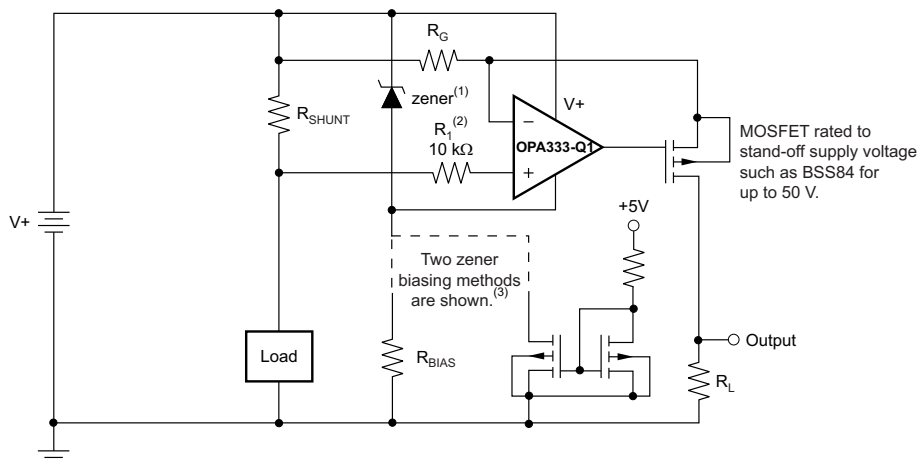 R_G
V+
zener(1)
R_SHUNT
R_1(2)
10 kΩ
−
OPA333-Q1
+
MOSFET rated to
stand-off supply voltage
such as BSS84 for
up to 50 V.
V+
+5V
Two zener
biasing methods
are shown.(3)
Load
R_BIAS
Output
R_L